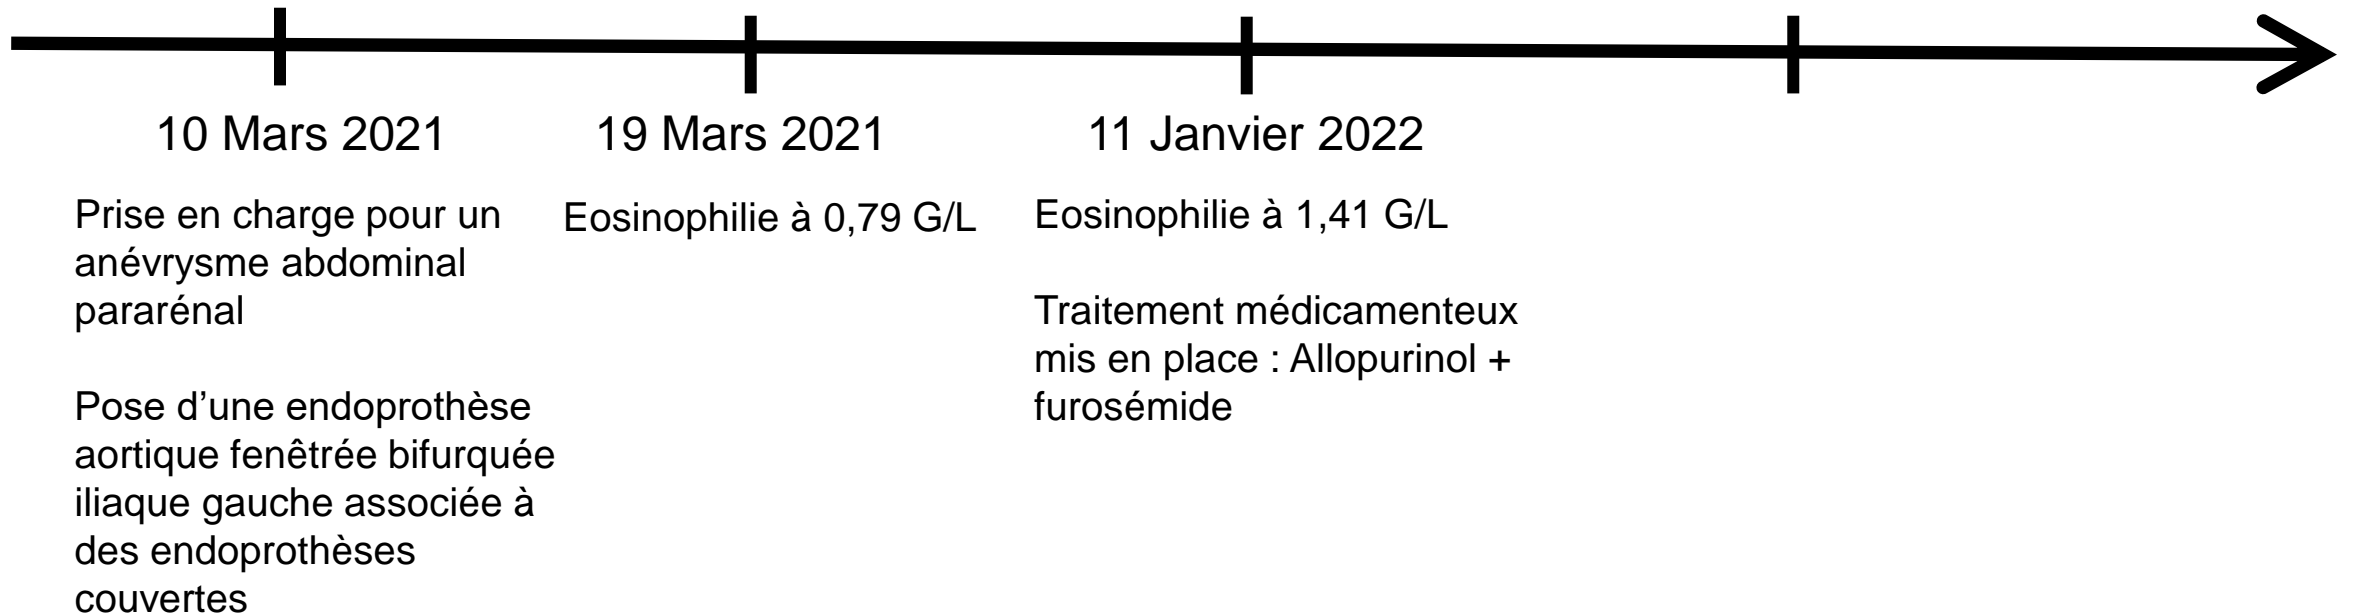 10 Mars 2021
Prise en charge pour un
anévrysme abdominal
pararénal
Pose d’une endoprothèse
aortique fenêtrée bifurquée
iliaque gauche associée à
des endoprothèses
couvertes
19 Mars 2021
Eosinophilie à 0,79 G/L
11 Janvier 2022
Eosinophilie à 1,41 G/L
Traitement médicamenteux
mis en place : Allopurinol +
furosémide